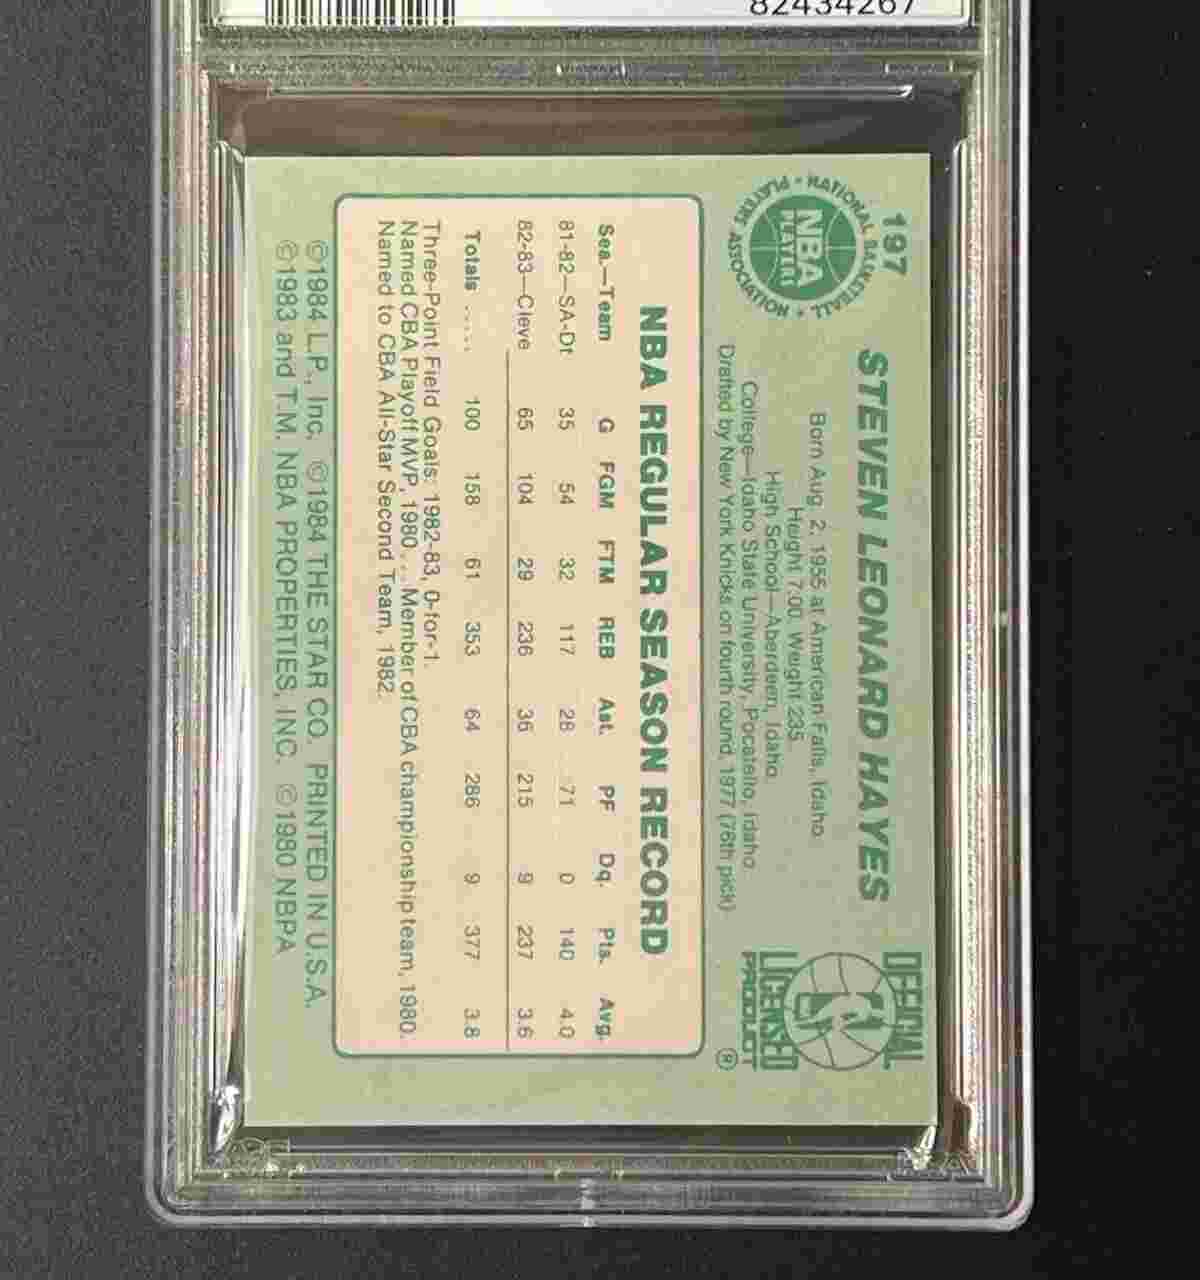 82434267
197
NATIONAL BASKETBALL PLAYERS ASSOCIATION
NBA
PLAYERS
STEVEN LEONARD HAYES
Born Aug. 2, 1955 at American Falls, Idaho
Height 7:00. Weight 235.
High School—Aberdeen, Idaho.
College—Idaho State University, Pocatello, Idaho
Drafted by New York Knicks on fourth round, 1977 (76th pick)
OFFICIAL
LICENSED
PRODUCT
®
NBA REGULAR SEASON RECORD
Sea.—Team G FGM FTM REB Ast. PF Dq. Pts. Avg.
81-82—SA-Dt 35 54 32 117 28 71 0 140 4.0
82-83—Cleve 65 104 29 236 36 215 9 237 3.6
Totals ..... 100 158 61 353 64 286 9 377 3.8
Three-Point Field Goals: 1982-83, 0-for-1.
Named CBA Playoff MVP, 1980... Member of CBA championship team, 1980.
Named to CBA All-Star Second Team, 1982.
©1984 L.P., Inc. ©1984 THE STAR CO. PRINTED IN U.S.A.
©1983 and T.M. NBA PROPERTIES, INC. ©1980 NBPA